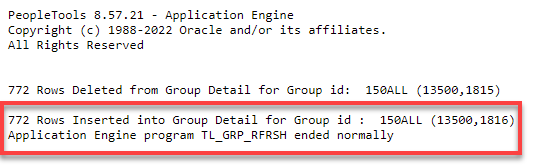 PeopleTools 8.57.21 - Application Engine
Copyright (c) 1988-2022 Oracle and/or its affiliates.
All Rights Reserved
772 Rows Deleted from Group Detail for Group id:  150ALL (13500,1815)
772 Rows Inserted into Group Detail for Group id :  150ALL (13500,1816)
Application Engine program TL_GRP_RFRSH ended normally